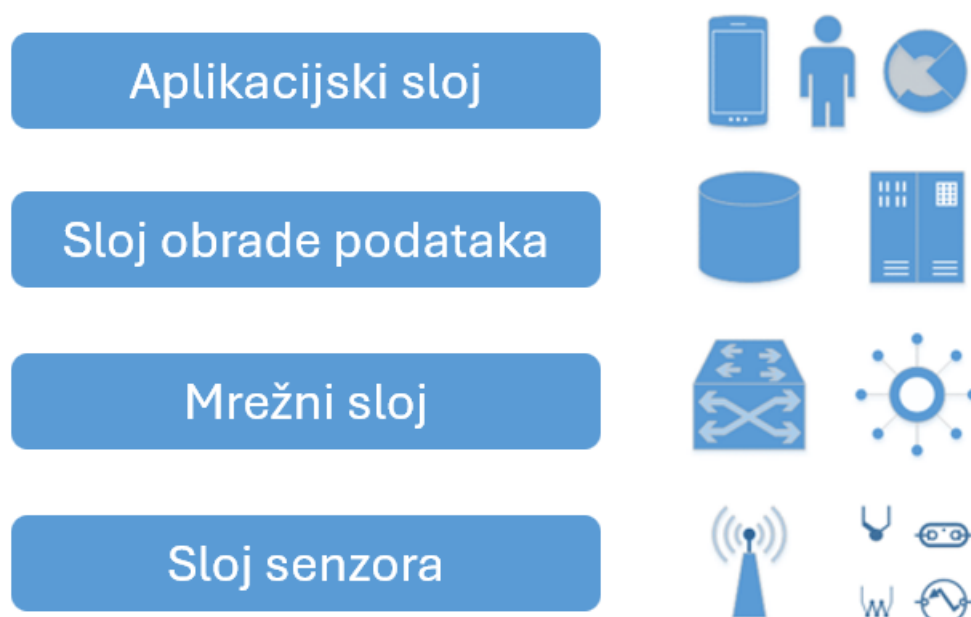 Aplikacijski sloj
Sloj obrade podataka
Mrežni sloj
Sloj senzora